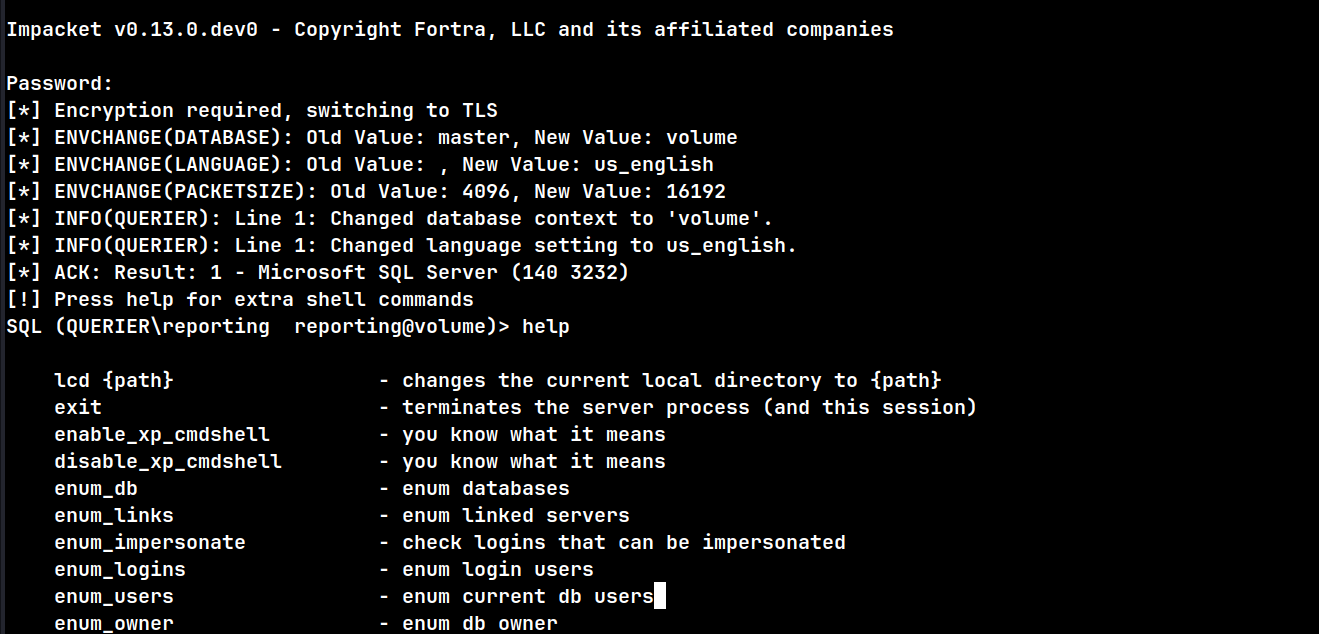 Impacket v0.13.0.dev0 - Copyright Fortra, LLC and its affiliated companies
Password:
[*] Encryption required, switching to TLS
[*] ENVCHANGE(DATABASE): Old Value: master, New Value: volume
[*] ENVCHANGE(LANGUAGE): Old Value: , New Value: us_english
[*] ENVCHANGE(PACKETSIZE): Old Value: 4096, New Value: 16192
[*] INFO(QUERIER): Line 1: Changed database context to 'volume'.
[*] INFO(QUERIER): Line 1: Changed language setting to us_english.
[*] ACK: Result: 1 - Microsoft SQL Server (140 3232)
[!] Press help for extra shell commands
SQL (QUERIER\reporting  reporting@volume)> help
lcd {path}                 - changes the current local directory to {path}
exit                       - terminates the server process (and this session)
enable_xp_cmdshell         - you know what it means
disable_xp_cmdshell        - you know what it means
enum_db                    - enum databases
enum_links                 - enum linked servers
enum_impersonate           - check logins that can be impersonated
enum_logins                - enum login users
enum_users                 - enum current db users
enum_owner                 - enum db owner